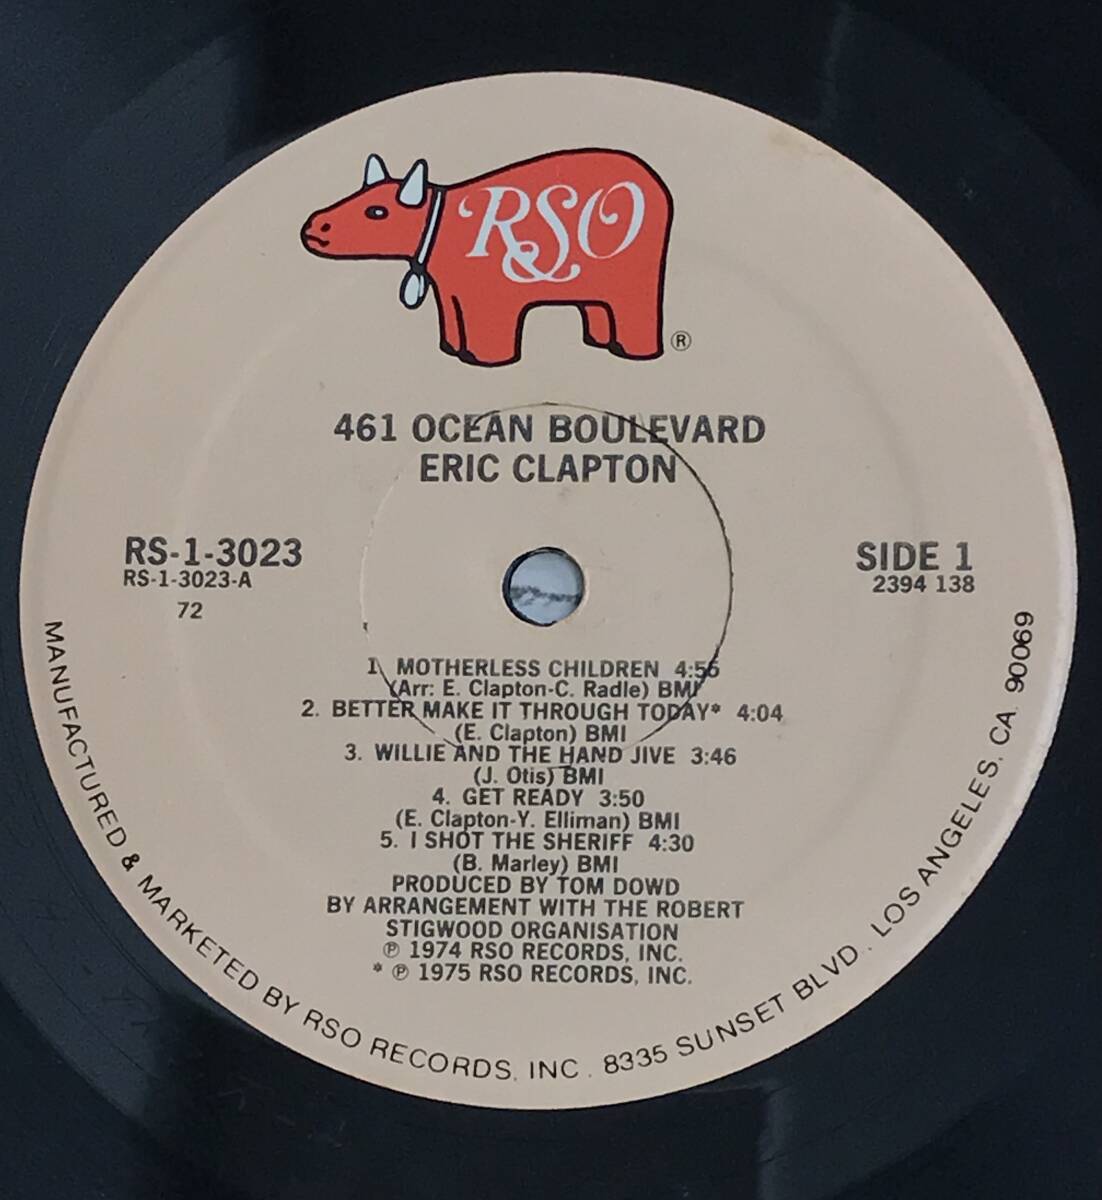 RSO
®
461 OCEAN BOULEVARD
ERIC CLAPTON
RS-1-3023
RS-1-3023-A
72
SIDE 1
2394 138
1. MOTHERLESS CHILDREN 4:56
(Arr: E. Clapton-C. Radle) BMI
2. BETTER MAKE IT THROUGH TODAY* 4:04
(E. Clapton) BMI
3. WILLIE AND THE HAND JIVE 3:46
(J. Otis) BMI
4. GET READY 3:50
(E. Clapton-Y. Elliman) BMI
5. I SHOT THE SHERIFF 4:30
(B. Marley) BMI
PRODUCED BY TOM DOWD
BY ARRANGEMENT WITH THE ROBERT
STIGWOOD ORGANISATION
℗ 1974 RSO RECORDS, INC.
* ℗ 1975 RSO RECORDS, INC.
MANUFACTURED & MARKETED BY RSO RECORDS, INC. 8335 SUNSET BLVD. LOS ANGELES, CA. 90069